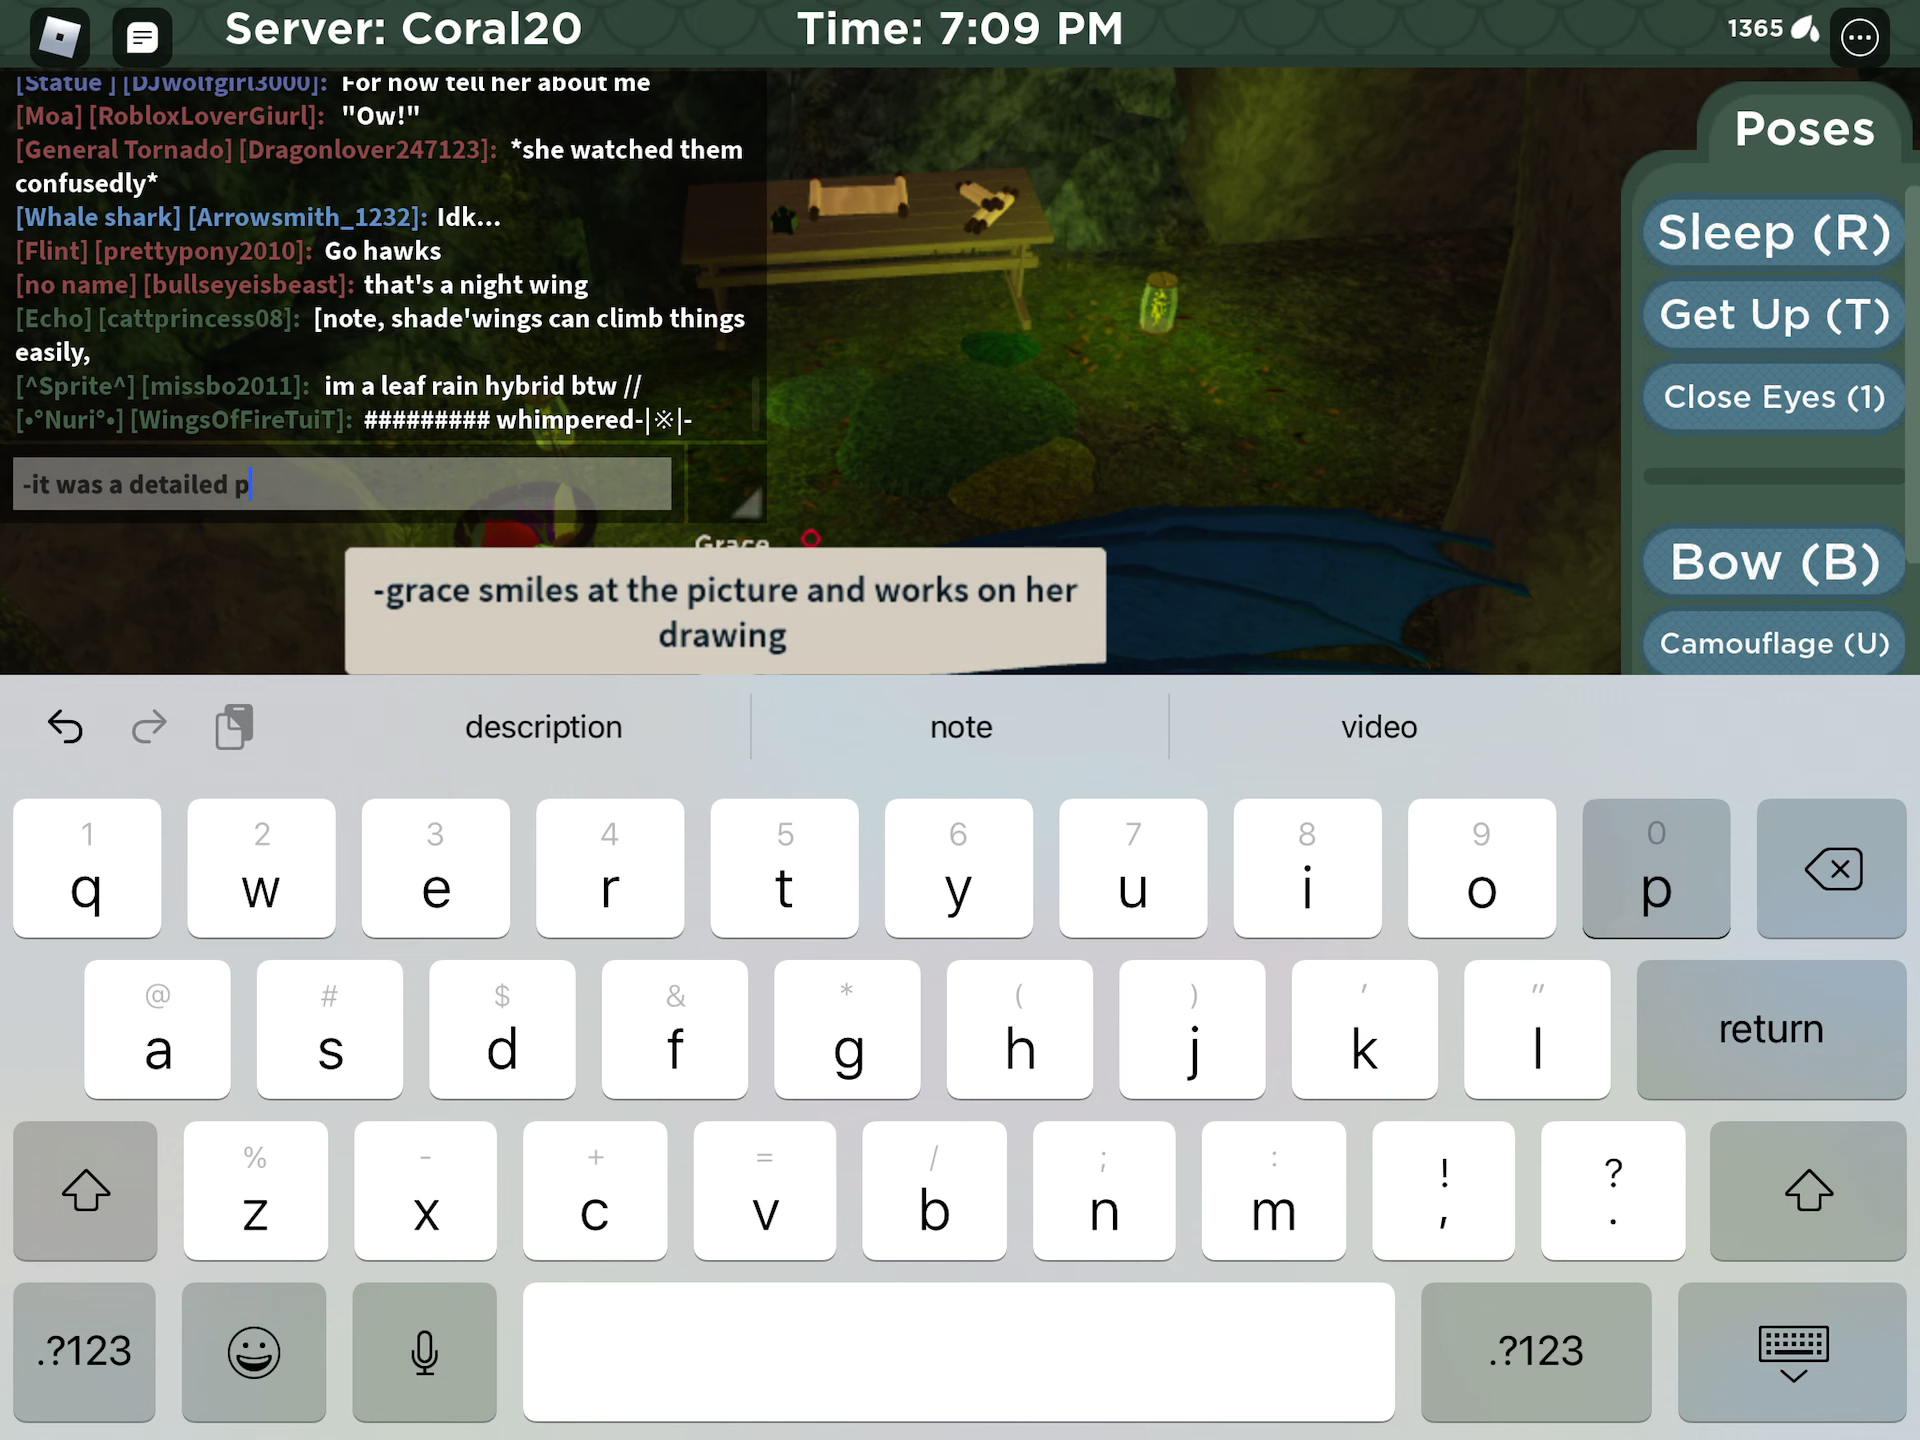 Server: Coral20
Time: 7:09 PM
1365
[Statue ] [DJwolfgirl3000]: For now tell her about me
[Moa] [RobloxLoverGiurl]: "Ow!"
[General Tornado] [Dragonlover247123]: *she watched them
confusedly*
[Whale shark] [Arrowsmith_1232]: Idk...
[Flint] [prettypony2010]: Go hawks
[no name] [bullseyeisbeast]: that's a night wing
[Echo] [cattprincess08]: [note, shade'wings can climb things
easily,
[^Sprite^] [missbo2011]: im a leaf rain hybrid btw //
[•°Nuri°•] [WingsOfFireTuiT]: ######### whimpered-|※|-
-it was a detailed p
Grace
-grace smiles at the picture and works on her
drawing
Poses
Sleep (R)
Get Up (T)
Close Eyes (1)
Bow (B)
Camouflage (U)
description note video
1 2 3 4 5 6 7 8 9 0
q w e r t y u i o p
@ # $ & * ( ) ' "
a s d f g h j k l return
% - + = / ; : ! ?
z x c v b n m , .
.?123 .?123